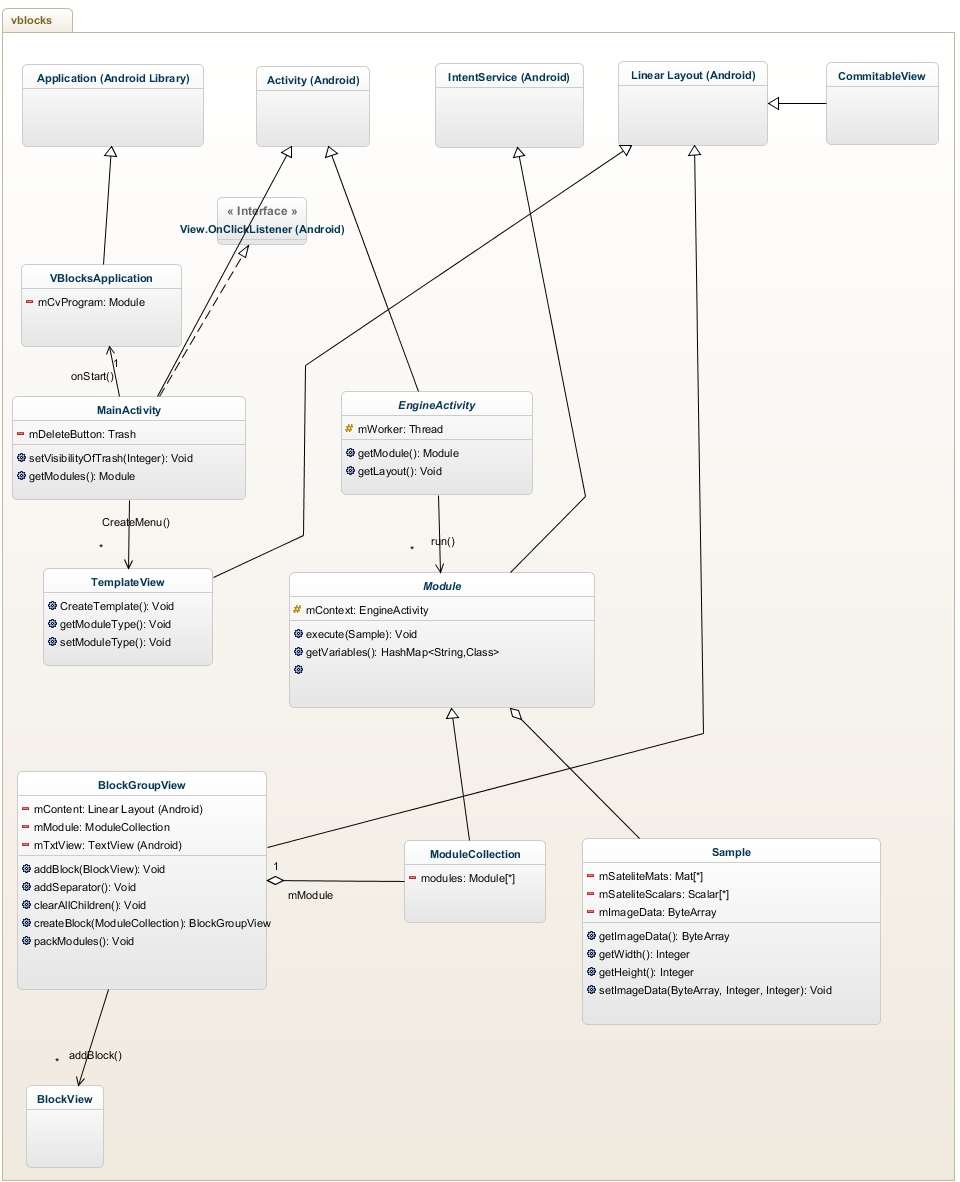 vblocks
Application (Android Library)
Activity (Android)
IntentService (Android)
Linear Layout (Android)
CommitableView
« Interface »
View.OnClickListener (Android)
VBlocksApplication
mCvProgram: Module
1
onStart()
MainActivity
mDeleteButton: Trash
setVisibilityOfTrash(Integer): Void
getModules(): Module
EngineActivity
# mWorker: Thread
getModule(): Module
getLayout(): Void
CreateMenu()
*
run()
*
TemplateView
CreateTemplate(): Void
getModuleType(): Void
setModuleType(): Void
Module
# mContext: EngineActivity
execute(Sample): Void
getVariables(): HashMap<String,Class>
BlockGroupView
mContent: Linear Layout (Android)
mModule: ModuleCollection
mTxtView: TextView (Android)
addBlock(BlockView): Void
addSeparator(): Void
clearAllChildren(): Void
createBlock(ModuleCollection): BlockGroupView
packModules(): Void
1
mModule
ModuleCollection
modules: Module[*]
Sample
mSateliteMats: Mat[*]
mSateliteScalars: Scalar[*]
mImageData: ByteArray
getImageData(): ByteArray
getWidth(): Integer
getHeight(): Integer
setImageData(ByteArray, Integer, Integer): Void
* addBlock()
BlockView